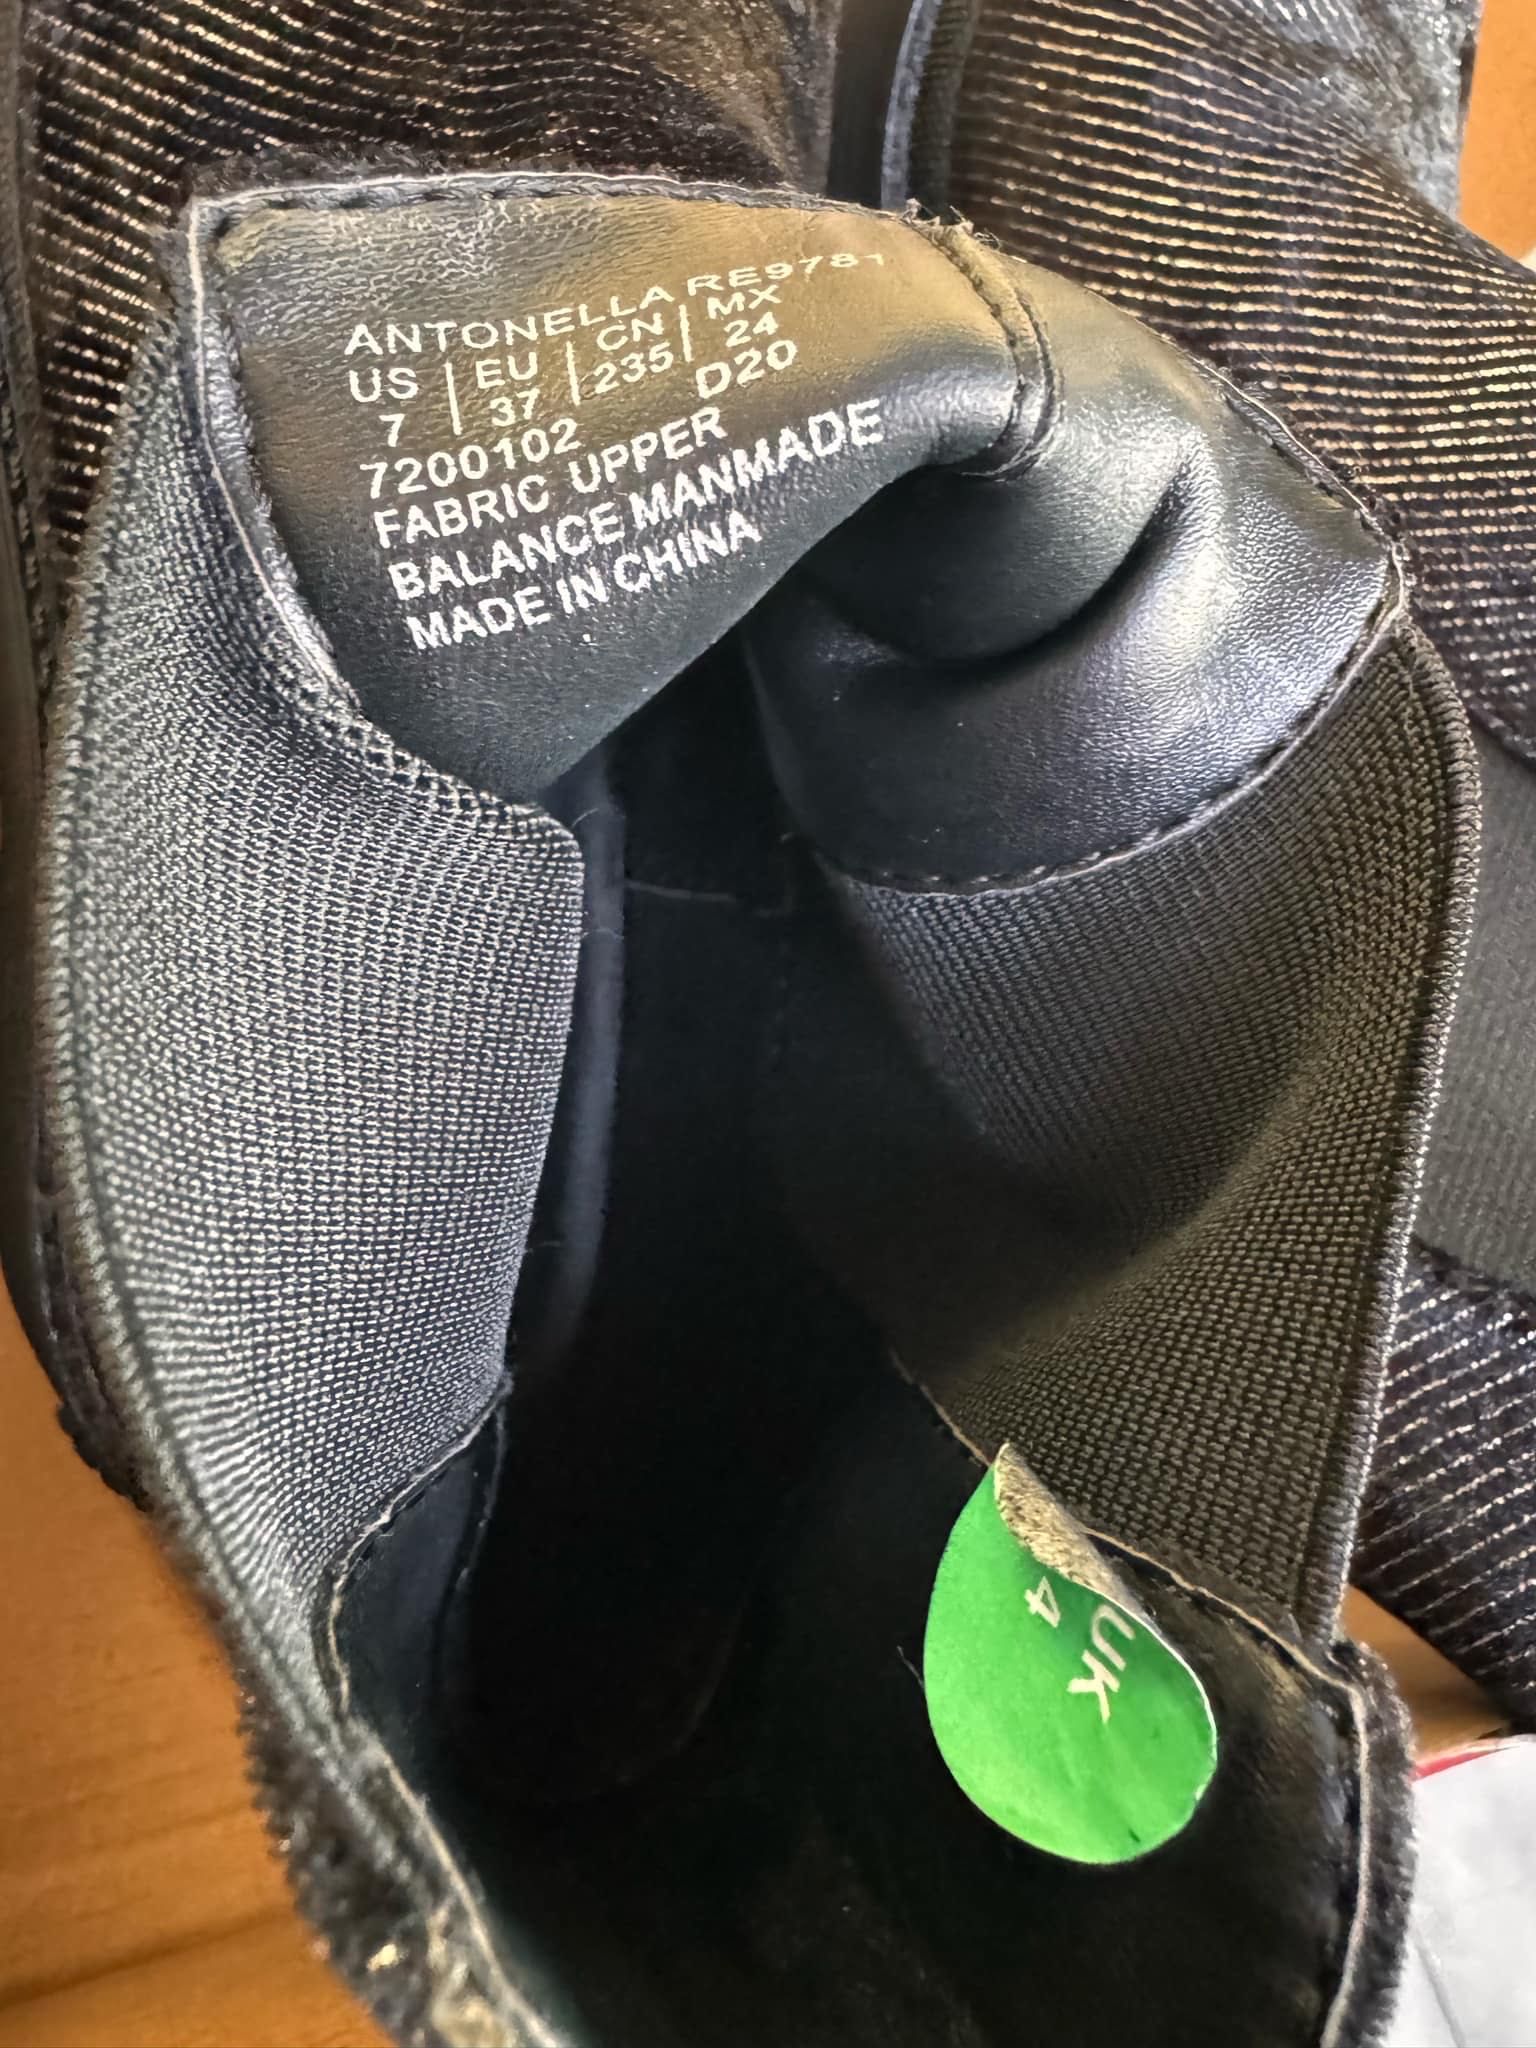 ANTONELLA RE9781
US | EU | CN | MX
7 | 37 | 235 | 24
7200102 D20
FABRIC UPPER
BALANCE MANMADE
MADE IN CHINA
UK
4